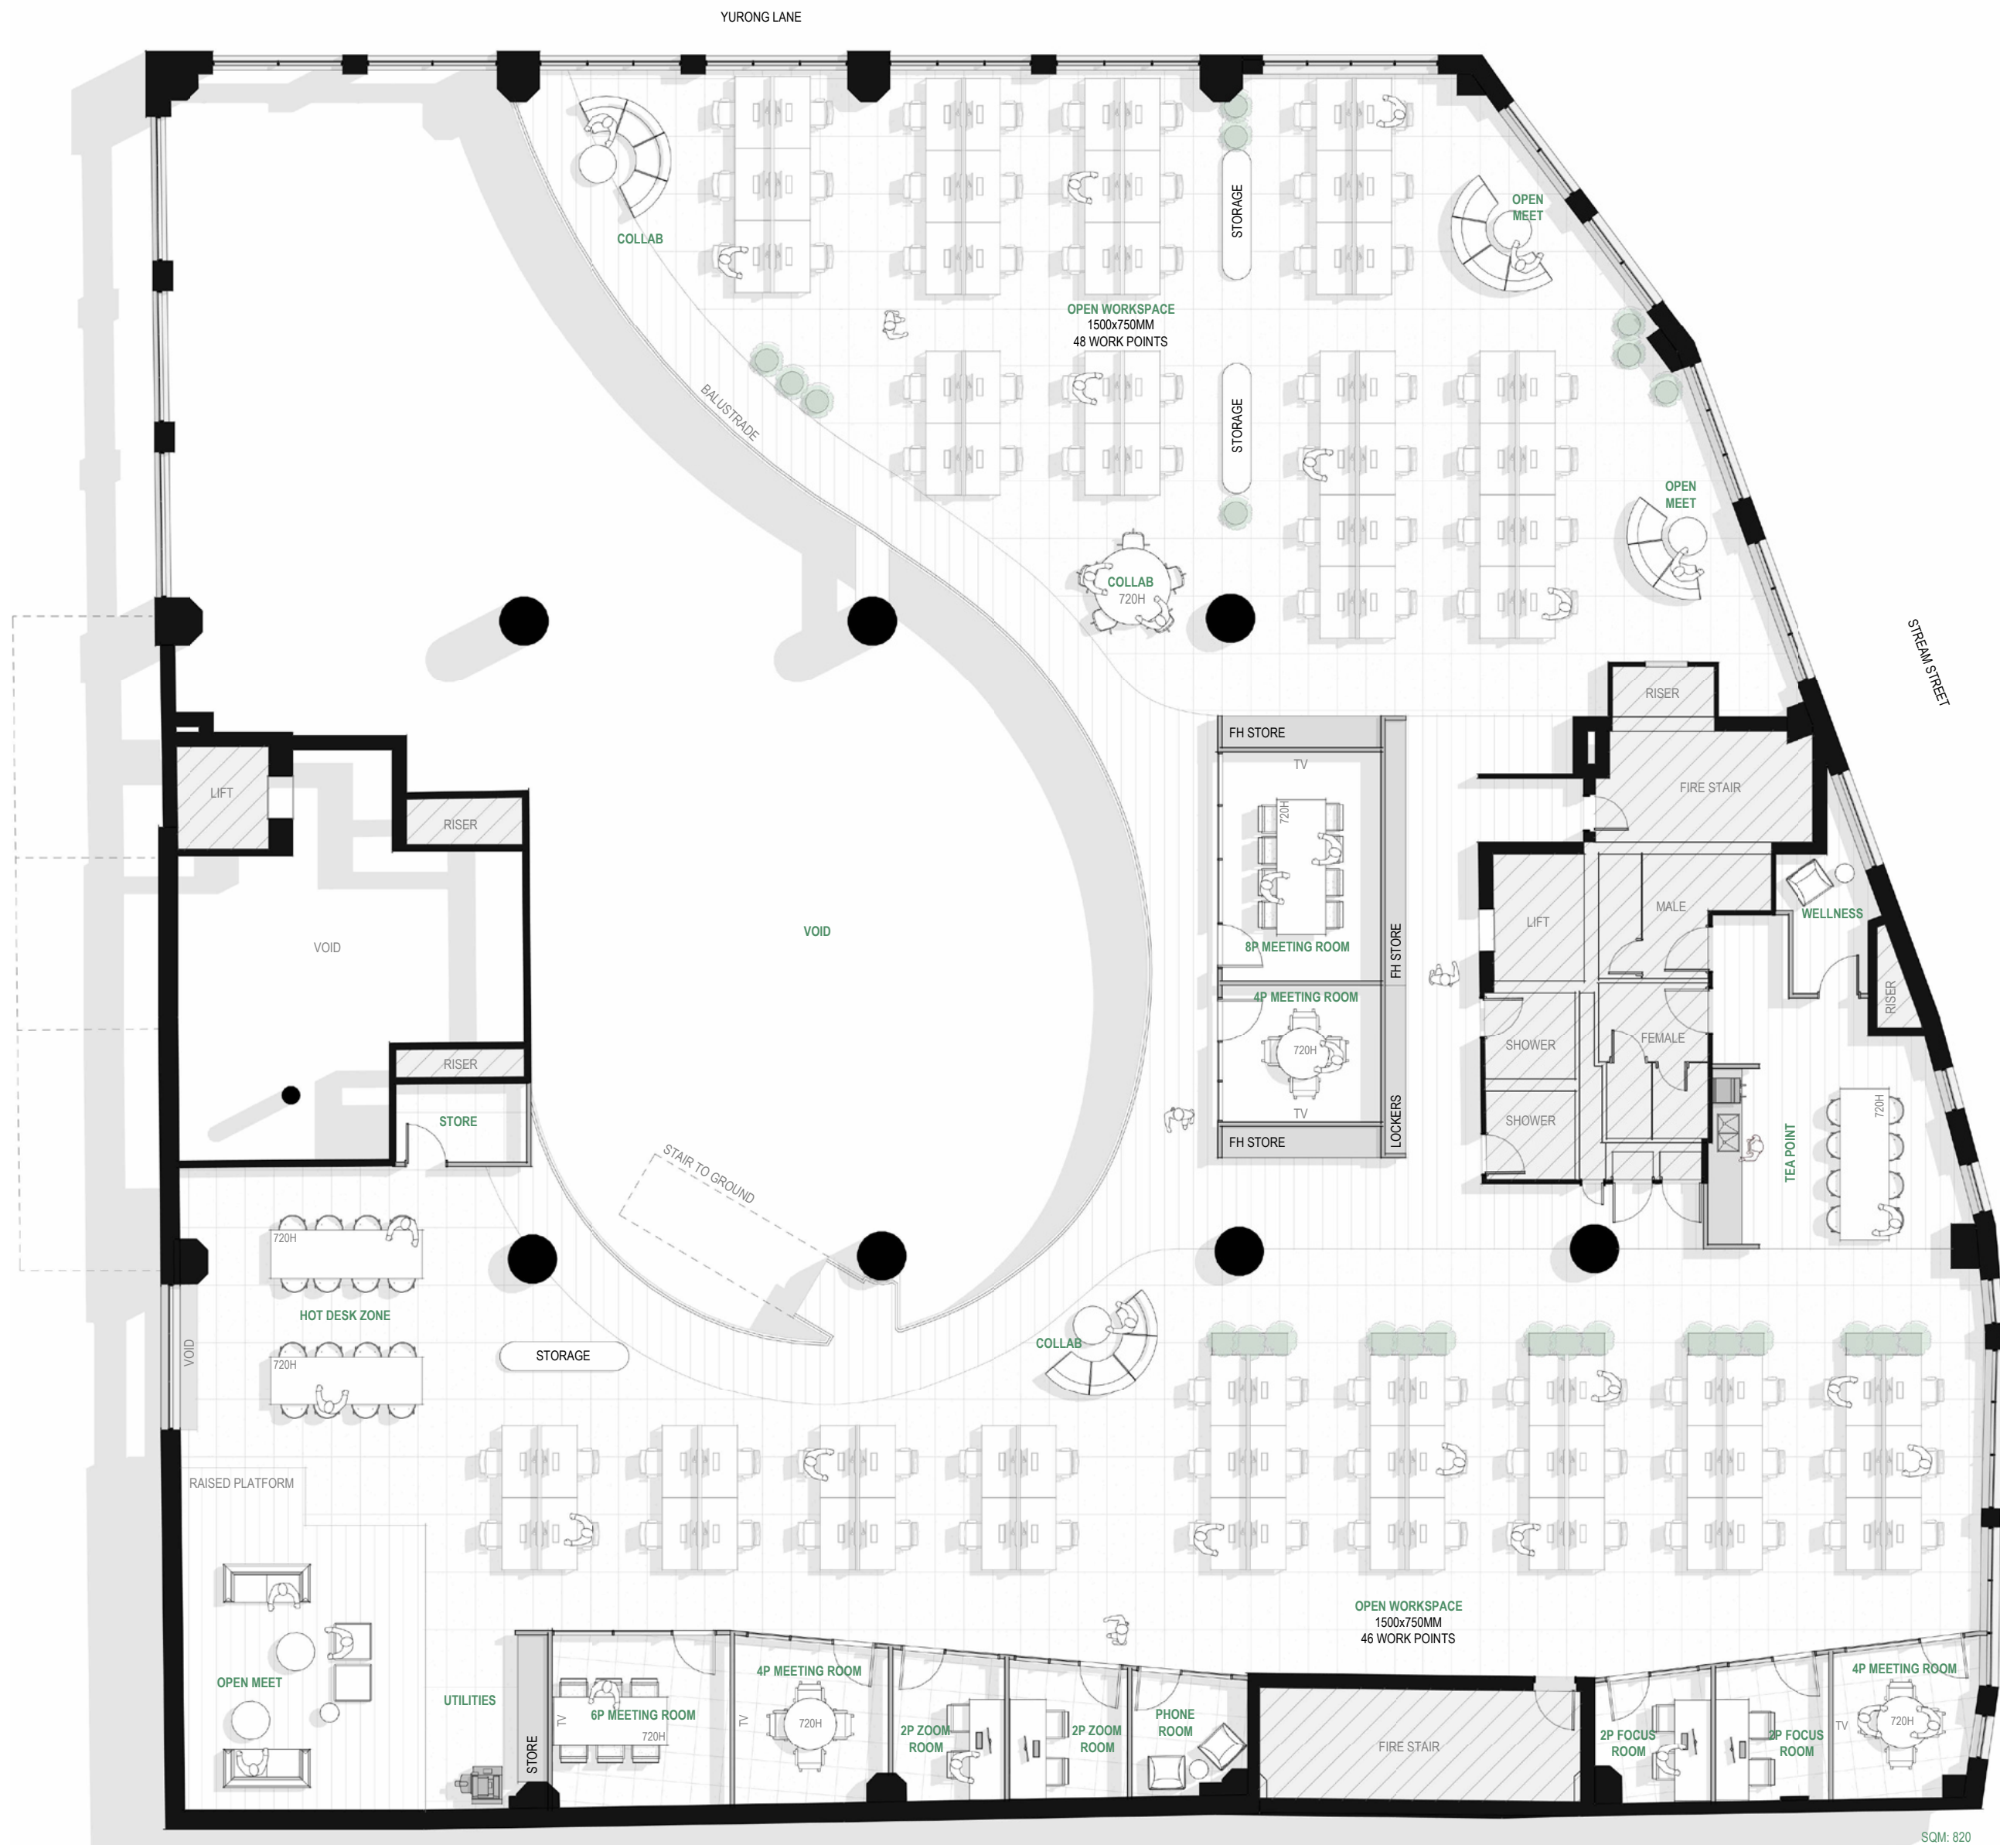 YURONG LANE
COLLAB
STORAGE
OPEN
MEET
OPEN WORKSPACE
1500x750MM
48 WORK POINTS
BALUSTRADE
STORAGE
OPEN
MEET
COLLAB
720H
STREAM STREET
RISER
FH STORE
TV
FIRE STAIR
LIFT
RISER
720H
VOID
VOID
8P MEETING ROOM
FH STORE
LIFT
MALE
WELLNESS
4P MEETING ROOM
RISER
720H
SHOWER
FEMALE
RISER
TV
LOCKERS
SHOWER
720H
TEA POINT
STORE
FH STORE
STAIR TO GROUND
720H
HOT DESK ZONE
VOID
720H
STORAGE
COLLAB
RAISED PLATFORM
OPEN WORKSPACE
1500x750MM
46 WORK POINTS
OPEN MEET
UTILITIES
STORE
TV
6P MEETING ROOM
720H
4P MEETING ROOM
TV
720H
2P ZOOM
ROOM
2P ZOOM
ROOM
PHONE
ROOM
FIRE STAIR
2P FOCUS
ROOM
2P FOCUS
ROOM
4P MEETING ROOM
TV
720H
SQM: 820